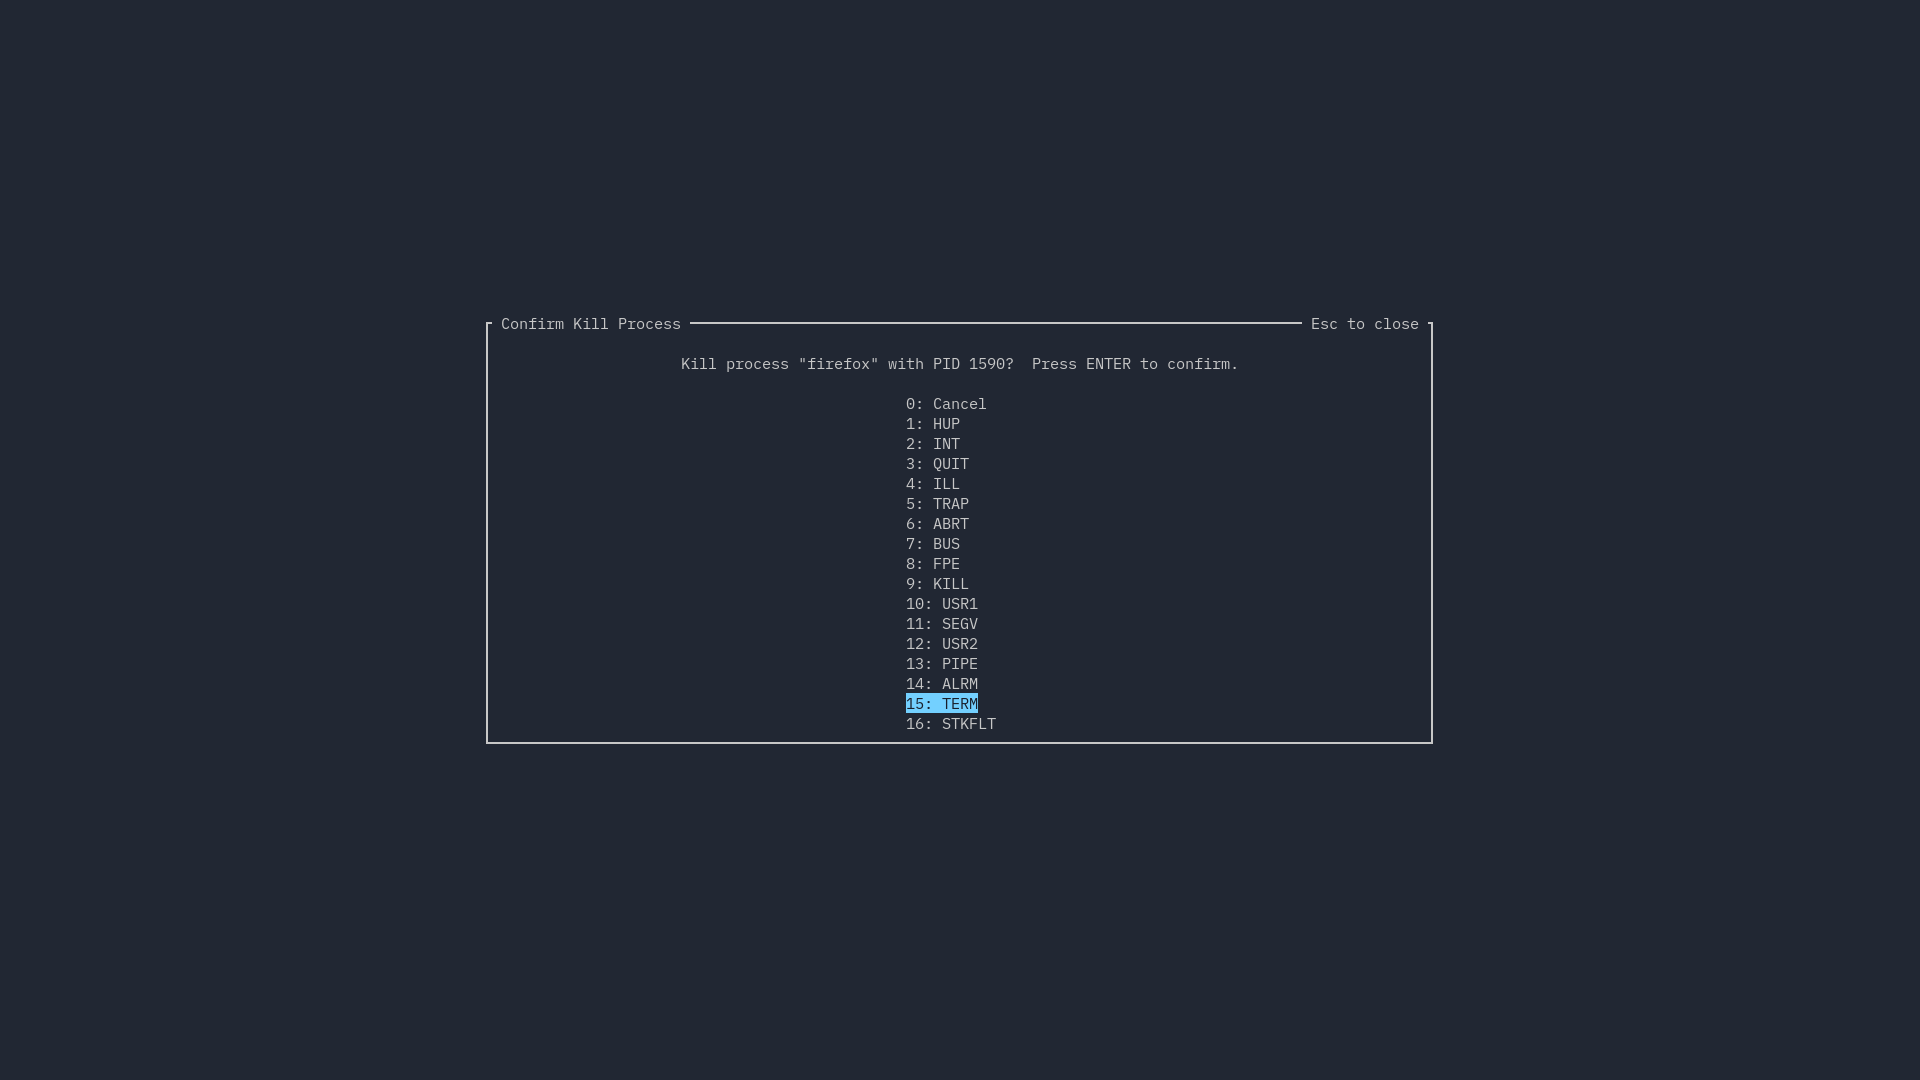 Confirm Kill Process Esc to close
Kill process "firefox" with PID 1590?  Press ENTER to confirm.
0: Cancel
1: HUP
2: INT
3: QUIT
4: ILL
5: TRAP
6: ABRT
7: BUS
8: FPE
9: KILL
10: USR1
11: SEGV
12: USR2
13: PIPE
14: ALRM
15: TERM
16: STKFLT